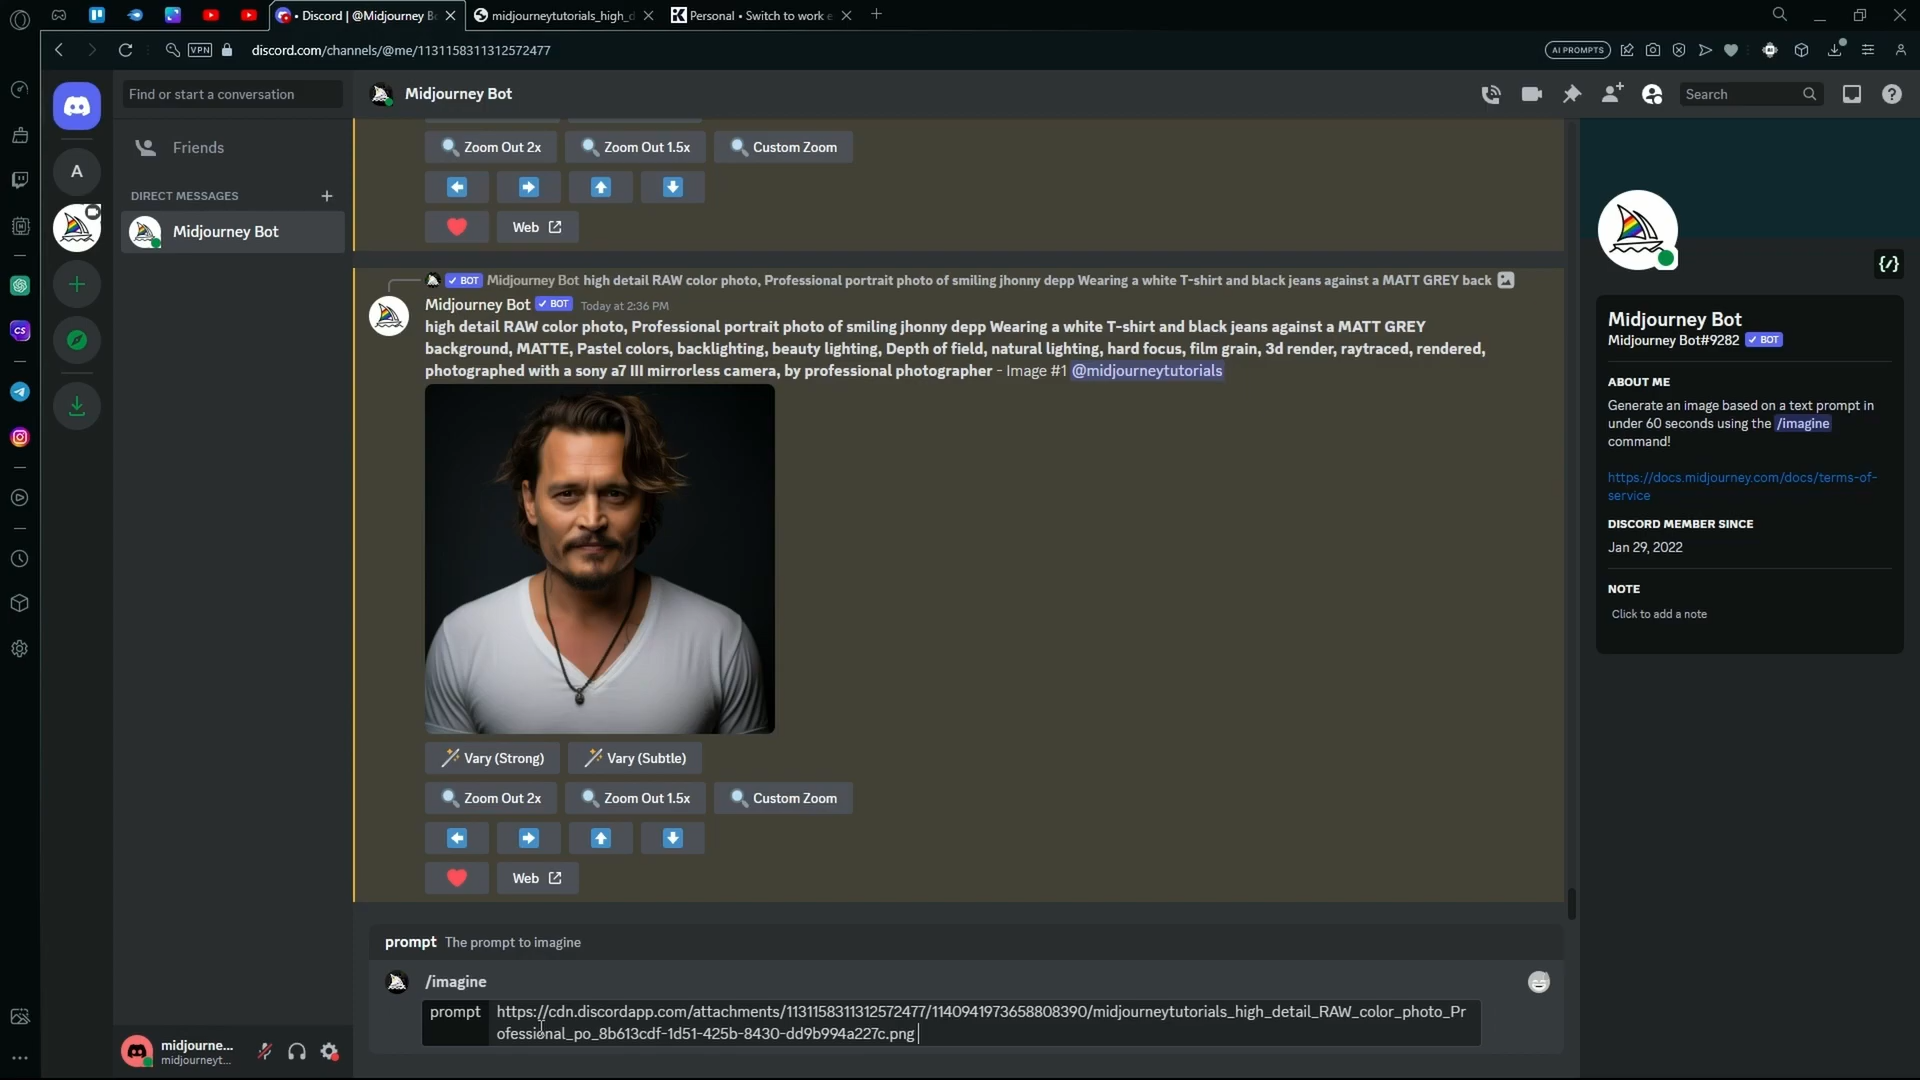 Discord | @Midjourney B
midjourneytutorials_high_d
Personal • Switch to work e
VPN
discord.com/channels/@me/1131158311312572477
AI PROMPTS
Find or start a conversation
Midjourney Bot
Search
Friends
A
DIRECT MESSAGES
Midjourney Bot
CS
Zoom Out 2x
Zoom Out 1.5x
Custom Zoom
Web
✓ BOT Midjourney Bot high detail RAW color photo, Professional portrait photo of smiling jhonny depp Wearing a white T-shirt and black jeans against a MATT GREY back
Midjourney Bot ✓ BOT Today at 2:36 PM
high detail RAW color photo, Professional portrait photo of smiling jhonny depp Wearing a white T-shirt and black jeans against a MATT GREY
background, MATTE, Pastel colors, backlighting, beauty lighting, Depth of field, natural lighting, hard focus, film grain, 3d render, raytraced, rendered,
photographed with a sony a7 III mirrorless camera, by professional photographer - Image #1 @midjourneytutorials
Vary (Strong)
Vary (Subtle)
Zoom Out 2x
Zoom Out 1.5x
Custom Zoom
Web
prompt The prompt to imagine
/imagine
prompt https://cdn.discordapp.com/attachments/1131158311312572477/1140941973658808390/midjourneytutorials_high_detail_RAW_color_photo_Pr
ofessional_po_8b613cdf-1d51-425b-8430-dd9b994a227c.png
midjourne...
midjourneyt...
{/}
Midjourney Bot
Midjourney Bot#9282 ✓ BOT
ABOUT ME
Generate an image based on a text prompt in
under 60 seconds using the /imagine
command!
https://docs.midjourney.com/docs/terms-of-
service
DISCORD MEMBER SINCE
Jan 29, 2022
NOTE
Click to add a note